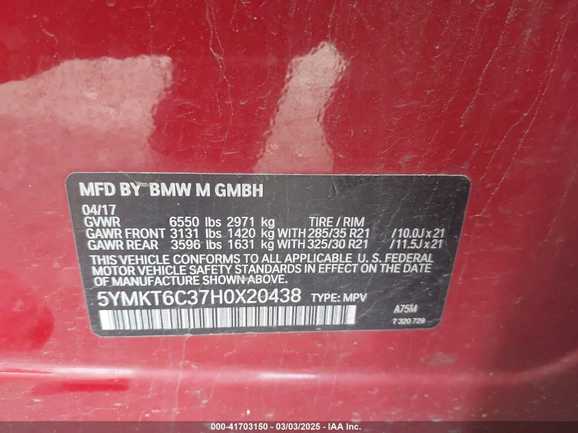 MFD BY BMW M GMBH
04/17
GVWR 6550 lbs 2971 kg TIRE / RIM
GAWR FRONT 3131 lbs 1420 kg WITH 285/35 R21 /10.0J x 21
GAWR REAR 3596 lbs 1631 kg WITH 325/30 R21 /11.5J x 21
THIS VEHICLE CONFORMS TO ALL APPLICABLE U.S. FEDERAL
MOTOR VEHICLE SAFETY STANDARDS IN EFFECT ON THE DATE
OF MANUFACTURE SHOWN ABOVE.
5YMKT6C37H0X20438 TYPE: MPV
A75M
7 320 729
© 41703150 - 03/03/2025 - IAA Inc.